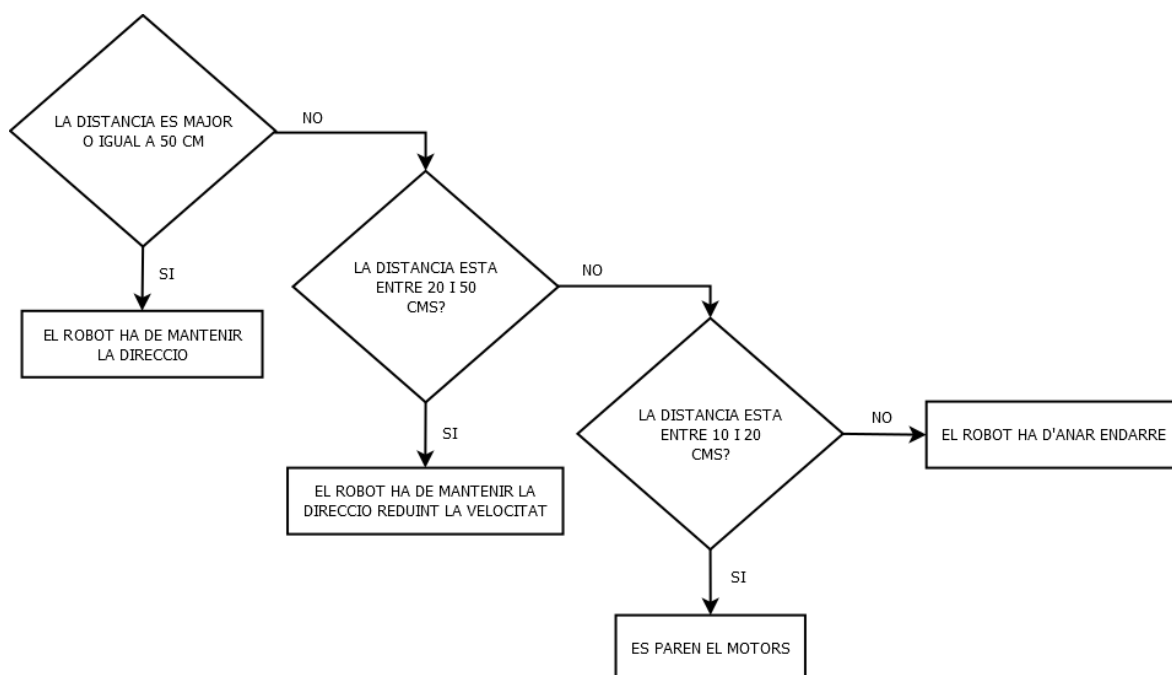 LA DISTANCIA ES MAJOR
O IGUAL A 50 CM
NO
SI
EL ROBOT HA DE MANTENIR
LA DIRECCIO
LA DISTANCIA ESTA
ENTRE 20 I 50
CMS?
NO
SI
EL ROBOT HA DE MANTENIR LA
DIRECCIO REDUINT LA VELOCITAT
LA DISTANCIA ESTA
ENTRE 10 I 20
CMS?
NO
EL ROBOT HA D'ANAR ENDARRE
SI
ES PAREN EL MOTORS